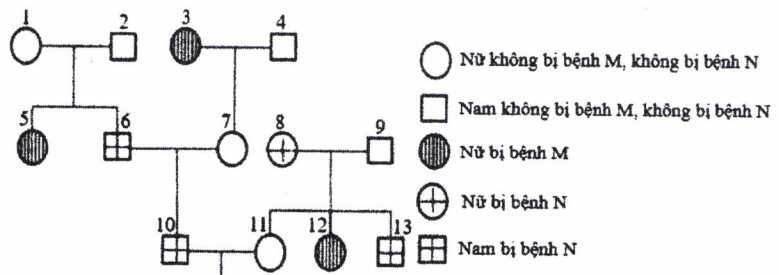 1
2
3
4
Nữ không bị bệnh M, không bị bệnh N
Nam không bị bệnh M, không bị bệnh N
5
6
7
8
9
Nữ bị bệnh M
Nữ bị bệnh N
10
11
12
13
Nam bị bệnh N